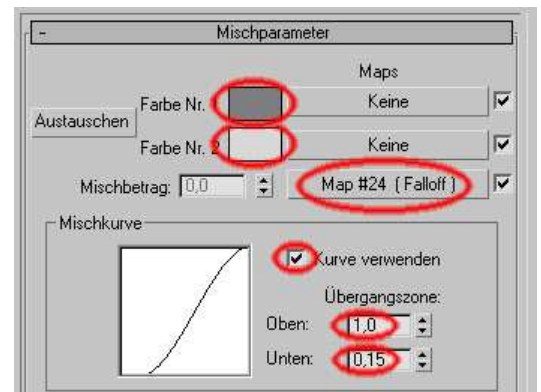 - Mischparameter
Maps
Farbe Nr. 1 Keine
Austauschen
Farbe Nr. 2 Keine
Mischbetrag: 0,0 Map #24 (Falloff)
Mischkurve
Kurve verwenden
Übergangszone:
Oben: 1,0
Unten: 0,15